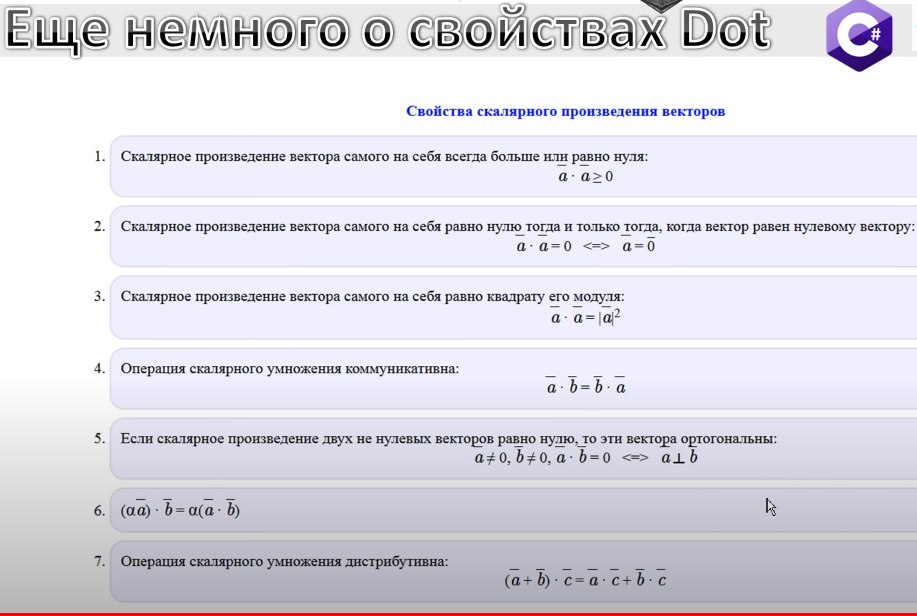 Еще немного о свойствах Dot
C#
Свойства скалярного произведения векторов
1. Скалярное произведение вектора самого на себя всегда больше или равно нуля:
a̅ · a̅ ≥ 0
2. Скалярное произведение вектора самого на себя равно нулю тогда и только тогда, когда вектор равен нулевому вектору:
a̅ · a̅ = 0 <=> a̅ = 0̅
3. Скалярное произведение вектора самого на себя равно квадрату его модуля:
a̅ · a̅ = |a̅|²
4. Операция скалярного умножения коммуникативна:
a̅ · b̅ = b̅ · a̅
5. Если скалярное произведение двух не нулевых векторов равно нулю, то эти вектора ортогональны:
a̅ ≠ 0, b̅ ≠ 0, a̅ · b̅ = 0 <=> a̅ ⊥ b̅
6. (αa̅) · b̅ = α(a̅ · b̅)
7. Операция скалярного умножения дистрибутивна:
(a̅ + b̅) · c̅ = a̅ · c̅ + b̅ · c̅